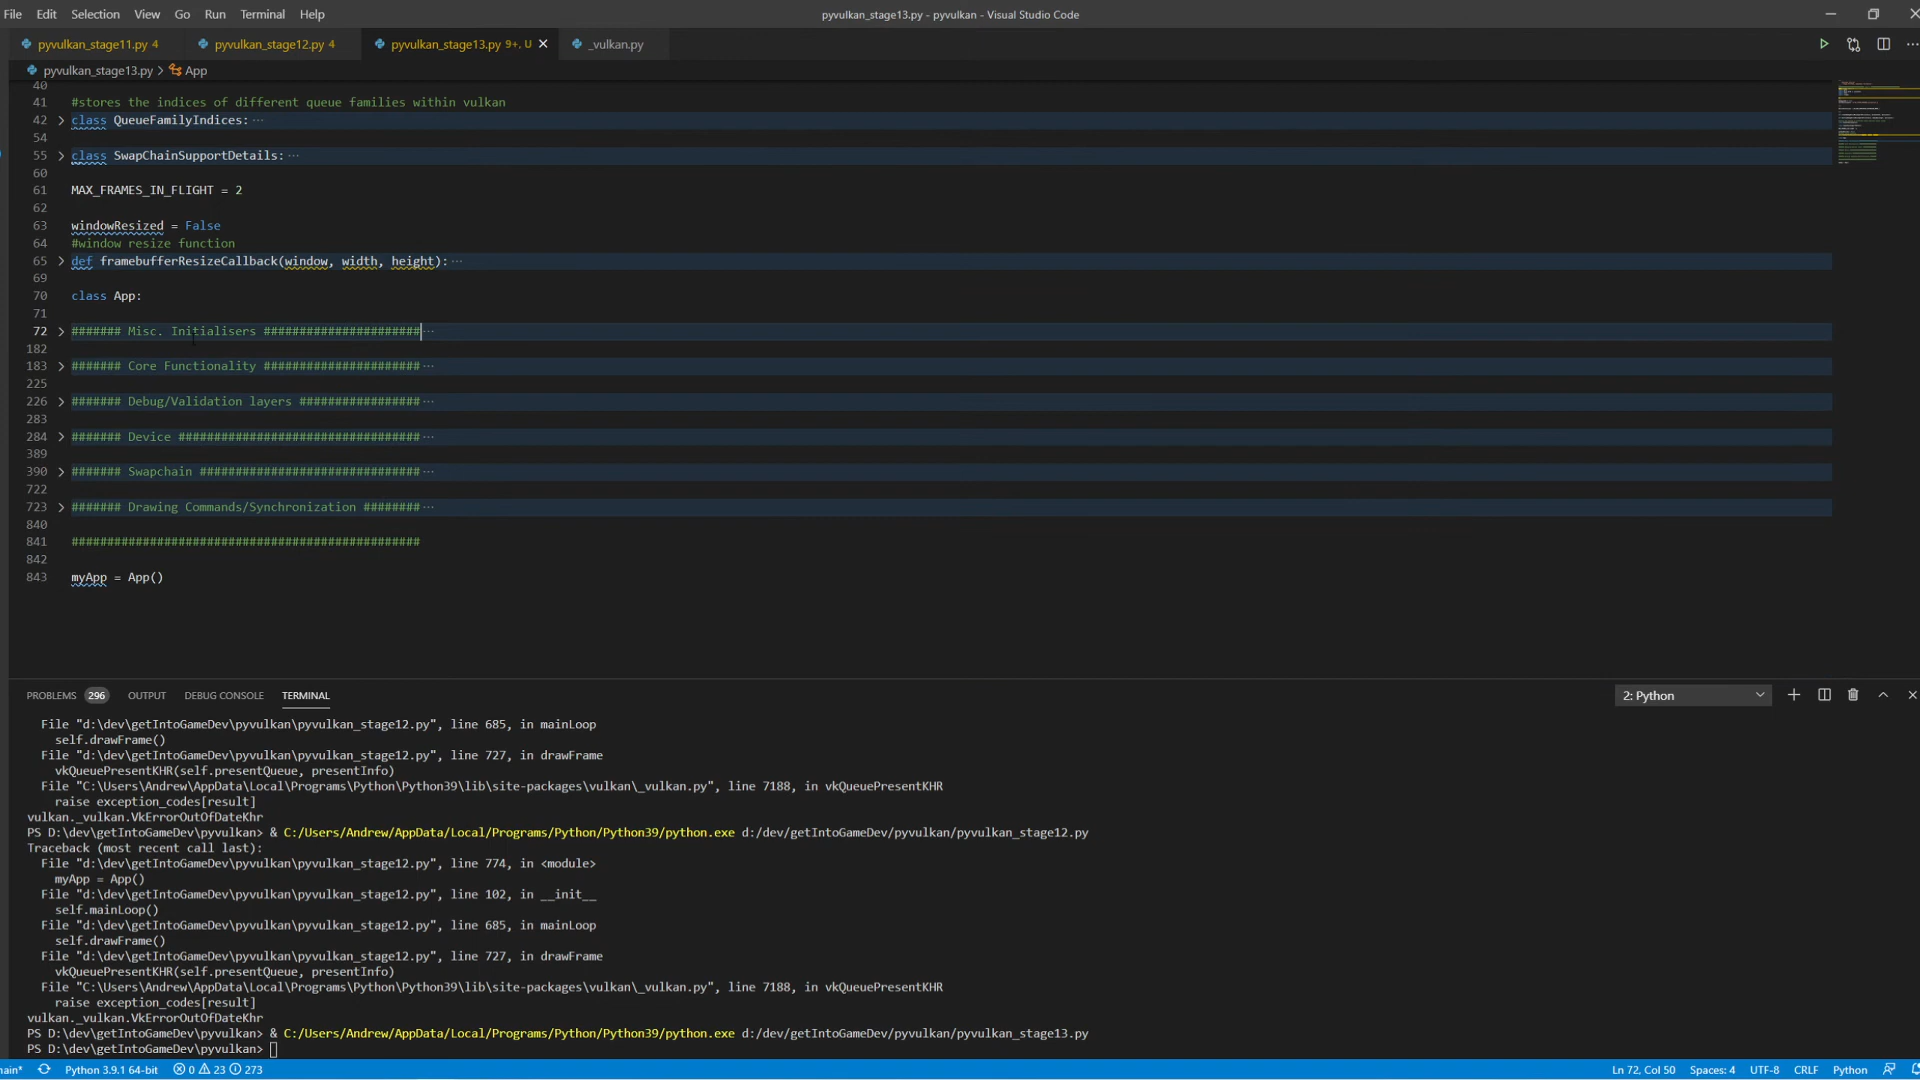 File Edit Selection View Go Run Terminal Help pyvulkan_stage13.py - pyvulkan - Visual Studio Code
pyvulkan_stage11.py 4 pyvulkan_stage12.py 4 pyvulkan_stage13.py 9+, U _vulkan.py
pyvulkan_stage13.py > App
40
41 #stores the indices of different queue families within vulkan
42 class QueueFamilyIndices: ...
54
55 class SwapChainSupportDetails: ...
60
61 MAX_FRAMES_IN_FLIGHT = 2
62
63 windowResized = False
64 #window resize function
65 def framebufferResizeCallback(window, width, height): ...
69
70 class App:
71
72 ####### Misc. Initialisers ###################### ...
182
183 ####### Core Functionality ###################### ...
225
226 ####### Debug/Validation layers ################# ...
283
284 ####### Device ################################## ...
389
390 ####### Swapchain ############################### ...
722
723 ####### Drawing Commands/Synchronization ######## ...
840
841 #################################################
842
843 myApp = App()
PROBLEMS 296 OUTPUT DEBUG CONSOLE TERMINAL 2: Python
File "d:\dev\getIntoGameDev\pyvulkan\pyvulkan_stage12.py", line 685, in mainLoop
self.drawFrame()
File "d:\dev\getIntoGameDev\pyvulkan\pyvulkan_stage12.py", line 727, in drawFrame
vkQueuePresentKHR(self.presentQueue, presentInfo)
File "C:\Users\Andrew\AppData\Local\Programs\Python\Python39\lib\site-packages\vulkan\_vulkan.py", line 7188, in vkQueuePresentKHR
raise exception_codes[result]
vulkan._vulkan.VkErrorOutOfDateKhr
PS D:\dev\getIntoGameDev\pyvulkan> & C:/Users/Andrew/AppData/Local/Programs/Python/Python39/python.exe d:/dev/getIntoGameDev/pyvulkan/pyvulkan_stage12.py
Traceback (most recent call last):
File "d:\dev\getIntoGameDev\pyvulkan\pyvulkan_stage12.py", line 774, in <module>
myApp = App()
File "d:\dev\getIntoGameDev\pyvulkan\pyvulkan_stage12.py", line 102, in __init__
self.mainLoop()
File "d:\dev\getIntoGameDev\pyvulkan\pyvulkan_stage12.py", line 685, in mainLoop
self.drawFrame()
File "d:\dev\getIntoGameDev\pyvulkan\pyvulkan_stage12.py", line 727, in drawFrame
vkQueuePresentKHR(self.presentQueue, presentInfo)
File "C:\Users\Andrew\AppData\Local\Programs\Python\Python39\lib\site-packages\vulkan\_vulkan.py", line 7188, in vkQueuePresentKHR
raise exception_codes[result]
vulkan._vulkan.VkErrorOutOfDateKhr
PS D:\dev\getIntoGameDev\pyvulkan> & C:/Users/Andrew/AppData/Local/Programs/Python/Python39/python.exe d:/dev/getIntoGameDev/pyvulkan/pyvulkan_stage13.py
PS D:\dev\getIntoGameDev\pyvulkan>
ain* Python 3.9.1 64-bit 0 23 273 Ln 72, Col 50 Spaces: 4 UTF-8 CRLF Python